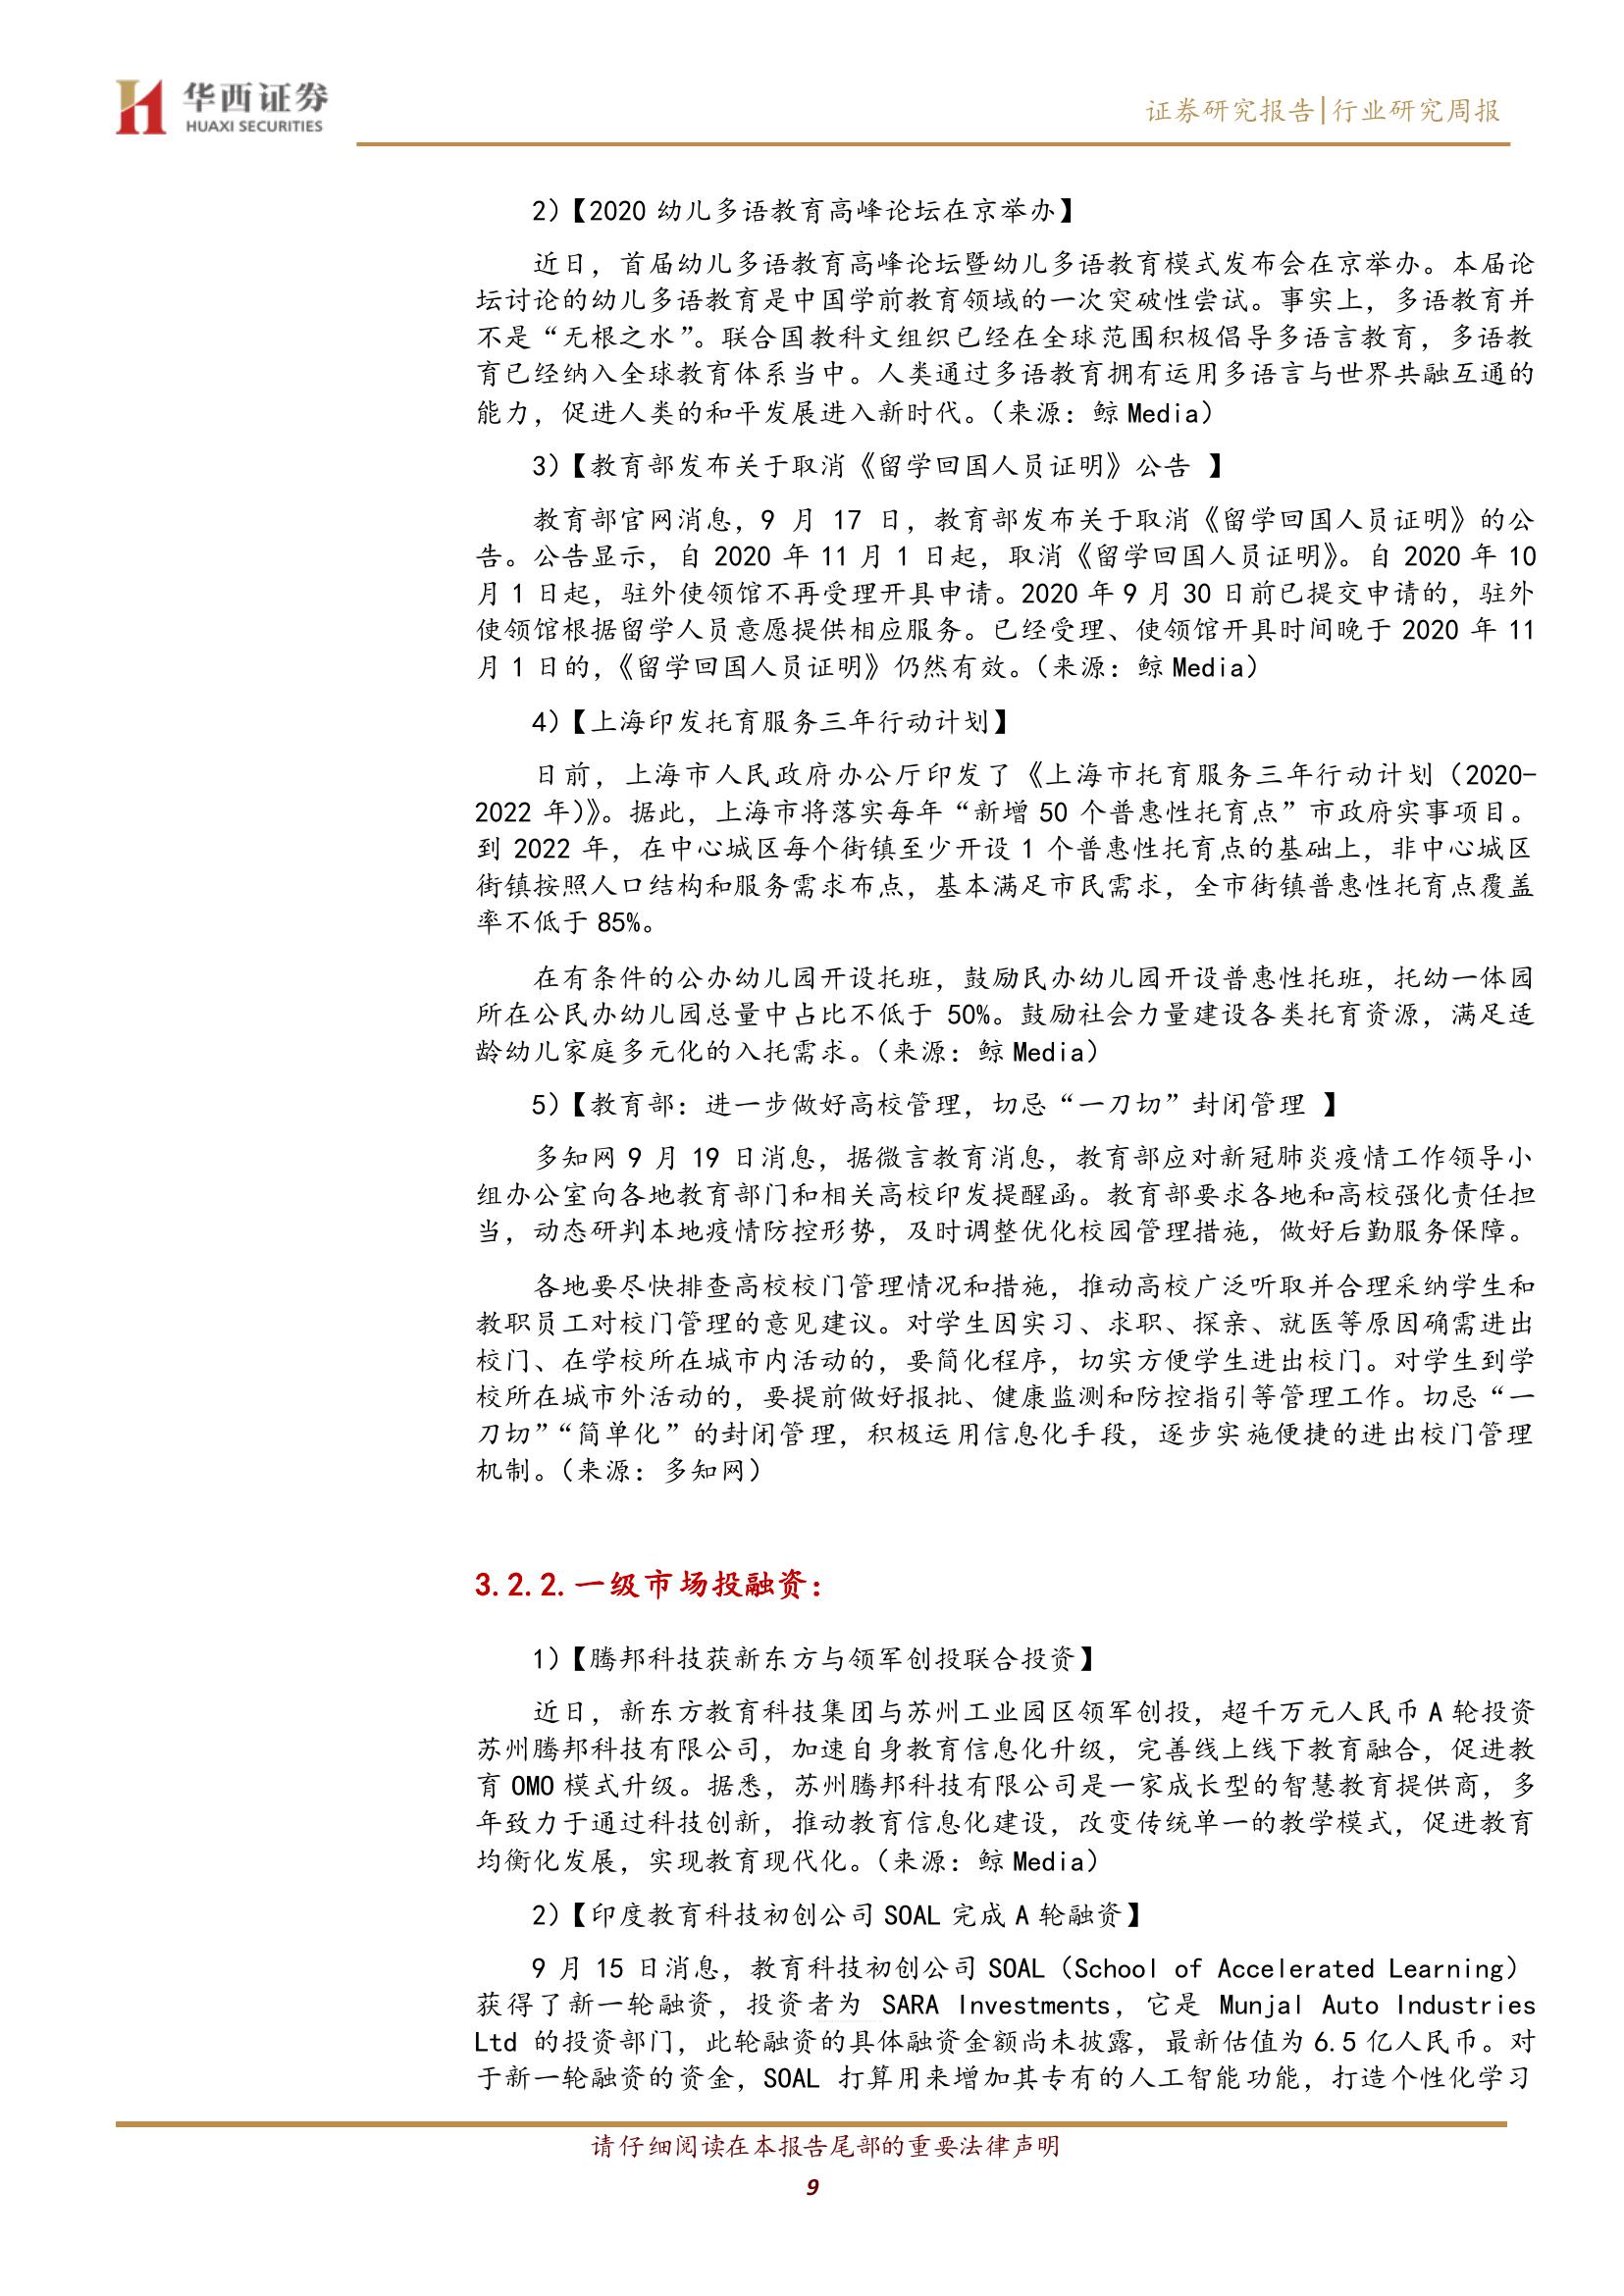 华西证券
HUAXI SECURITIES
证券研究报告|行业研究周报
2）【2020 幼儿多语教育高峰论坛在京举办】
近日，首届幼儿多语教育高峰论坛暨幼儿多语教育模式发布会在京举办。本届论
坛讨论的幼儿多语教育是中国学前教育领域的一次突破性尝试。事实上，多语教育并
不是“无根之水”。联合国教科文组织已经在全球范围积极倡导多语言教育，多语教
育已经纳入全球教育体系当中。人类通过多语教育拥有运用多语言与世界共融互通的
能力，促进人类的和平发展进入新时代。（来源：鲸 Media）
3）【教育部发布关于取消《留学回国人员证明》公告 】
教育部官网消息，9 月 17 日，教育部发布关于取消《留学回国人员证明》的公
告。公告显示，自 2020 年 11 月 1 日起，取消《留学回国人员证明》。自 2020 年 10
月 1 日起，驻外使领馆不再受理开具申请。2020 年 9 月 30 日前已提交申请的，驻外
使领馆根据留学人员意愿提供相应服务。已经受理、使领馆开具时间晚于 2020 年 11
月 1 日的，《留学回国人员证明》仍然有效。（来源：鲸 Media）
4）【上海印发托育服务三年行动计划】
日前，上海市人民政府办公厅印发了《上海市托育服务三年行动计划（2020-
2022 年）》。据此，上海市将落实每年“新增 50 个普惠性托育点”市政府实事项目。
到 2022 年，在中心城区每个街镇至少开设 1 个普惠性托育点的基础上，非中心城区
街镇按照人口结构和服务需求布点，基本满足市民需求，全市街镇普惠性托育点覆盖
率不低于 85%。
在有条件的公办幼儿园开设托班，鼓励民办幼儿园开设普惠性托班，托幼一体园
所在公民办幼儿园总量中占比不低于 50%。鼓励社会力量建设各类托育资源，满足适
龄幼儿家庭多元化的入托需求。（来源：鲸 Media）
5）【教育部：进一步做好高校管理，切忌“一刀切”封闭管理 】
多知网 9 月 19 日消息，据微言教育消息，教育部应对新冠肺炎疫情工作领导小
组办公室向各地教育部门和相关高校印发提醒函。教育部要求各地和高校强化责任担
当，动态研判本地疫情防控形势，及时调整优化校园管理措施，做好后勤服务保障。
各地要尽快排查高校校门管理情况和措施，推动高校广泛听取并合理采纳学生和
教职员工对校门管理的意见建议。对学生因实习、求职、探亲、就医等原因确需进出
校门、在学校所在城市内活动的，要简化程序，切实方便学生进出校门。对学生到学
校所在城市外活动的，要提前做好报批、健康监测和防控指引等管理工作。切忌“一
刀切”“简单化”的封闭管理，积极运用信息化手段，逐步实施便捷的进出校门管理
机制。（来源：多知网）
3.2.2.一级市场投融资：
1）【腾邦科技获新东方与领军创投联合投资】
近日，新东方教育科技集团与苏州工业园区领军创投，超千万元人民币 A 轮投资
苏州腾邦科技有限公司，加速自身教育信息化升级，完善线上线下教育融合，促进教
育 OMO 模式升级。据悉，苏州腾邦科技有限公司是一家成长型的智慧教育提供商，多
年致力于通过科技创新，推动教育信息化建设，改变传统单一的教学模式，促进教育
均衡化发展，实现教育现代化。（来源：鲸 Media）
2）【印度教育科技初创公司 SOAL 完成 A 轮融资】
9 月 15 日消息，教育科技初创公司 SOAL（School of Accelerated Learning）
获得了新一轮融资，投资者为 SARA Investments，它是 Munjal Auto Industries
Ltd 的投资部门，此轮融资的具体融资金额尚未披露，最新估值为 6.5 亿人民币。对
于新一轮融资的资金，SOAL 打算用来增加其专有的人工智能功能，打造个性化学习
请仔细阅读在本报告尾部的重要法律声明
9